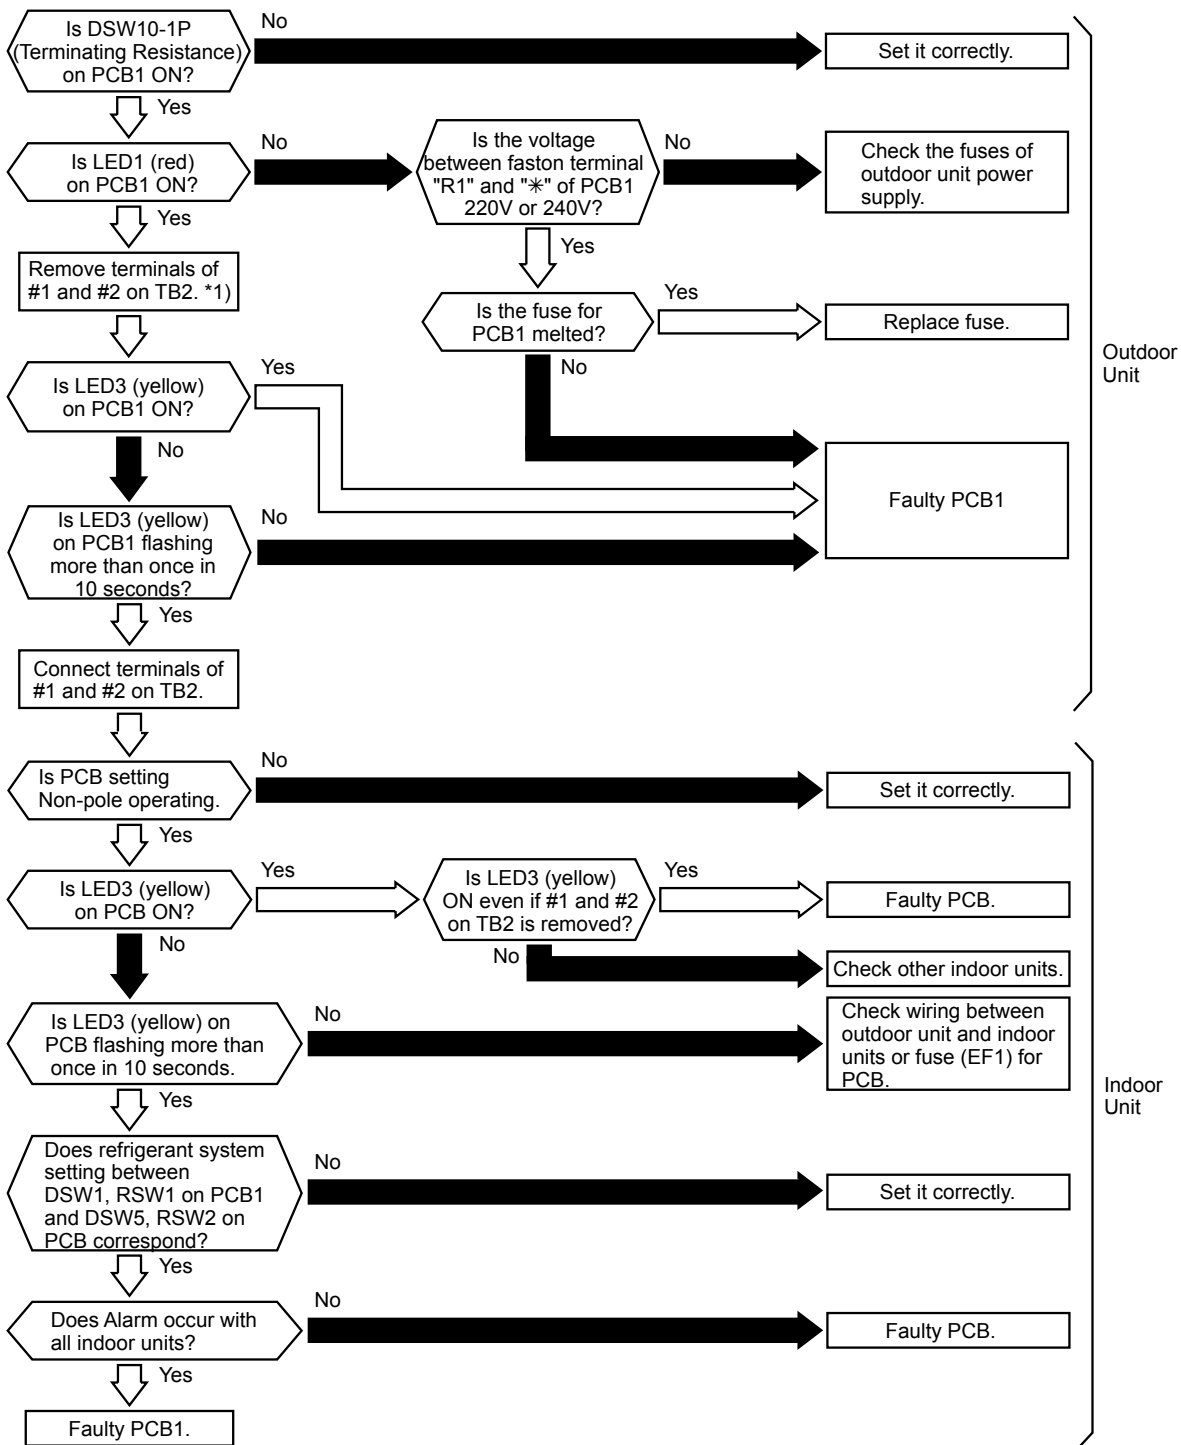 Is DSW10-1P
(Terminating Resistance)
on PCB1 ON?
No
Set it correctly.
Yes
Is LED1 (red)
on PCB1 ON?
No
Is the voltage
between faston terminal
"R1" and "✳" of PCB1
220V or 240V?
No
Check the fuses of
outdoor unit power
supply.
Yes
Yes
Remove terminals of
#1 and #2 on TB2. *1)
Is the fuse for
PCB1 melted?
Yes
Replace fuse.
No
Outdoor
Unit
Is LED3 (yellow)
on PCB1 ON?
Yes
No
Faulty PCB1
Is LED3 (yellow)
on PCB1 flashing
more than once in
10 seconds?
No
Yes
Connect terminals of
#1 and #2 on TB2.
Is PCB setting
Non-pole operating.
No
Set it correctly.
Yes
Is LED3 (yellow)
on PCB ON?
Yes
Is LED3 (yellow)
ON even if #1 and #2
on TB2 is removed?
Yes
Faulty PCB.
No
No
Check other indoor units.
Is LED3 (yellow) on
PCB flashing more than
once in 10 seconds.
No
Check wiring between
outdoor unit and indoor
units or fuse (EF1) for
PCB.
Indoor
Unit
Yes
Does refrigerant system
setting between
DSW1, RSW1 on PCB1
and DSW5, RSW2 on
PCB correspond?
No
Set it correctly.
Yes
Does Alarm occur with
all indoor units?
No
Faulty PCB.
Yes
Faulty PCB1.